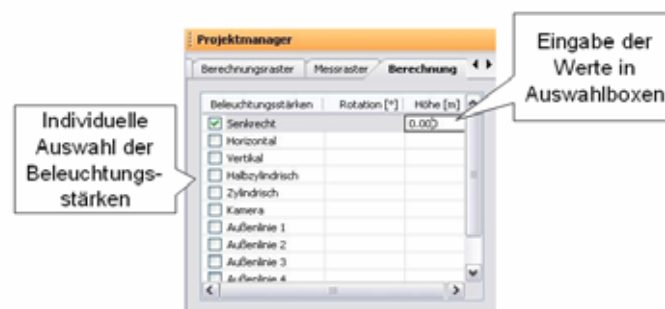 Projektmanager
Berechnungsraster Messraster Berechnung
Eingabe der
Werte in
Auswahlboxen
Individuelle
Auswahl der
Beleuchtungs-
stärken
Beleuchtungsstärken Rotation [°] Höhe [m]
Senkrecht 0.00
Horizontal
Vertikal
Halbzylindrisch
Zylindrisch
Kamera
Außenlinie 1
Außenlinie 2
Außenlinie 3
Außenlinie 4